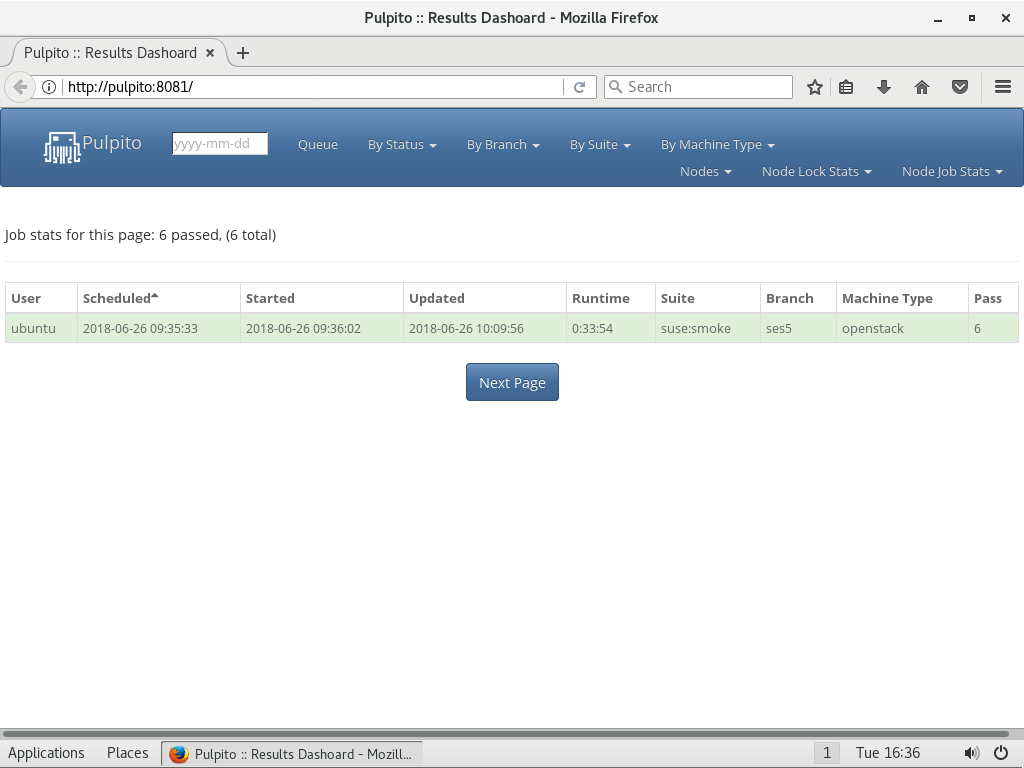 Pulpito :: Results Dashoard - Mozilla Firefox
Pulpito :: Results Dashoard
http://pulpito:8081/
Search
Pulpito
yyyy-mm-dd
Queue
By Status
By Branch
By Suite
By Machine Type
Nodes
Node Lock Stats
Node Job Stats
Job stats for this page: 6 passed, (6 total)
User Scheduled Started Updated Runtime Suite Branch Machine Type Pass
ubuntu 2018-06-26 09:35:33 2018-06-26 09:36:02 2018-06-26 10:09:56 0:33:54 suse:smoke ses5 openstack 6
Next Page
Applications Places Pulpito :: Results Dashoard - Mozill... 1 Tue 16:36